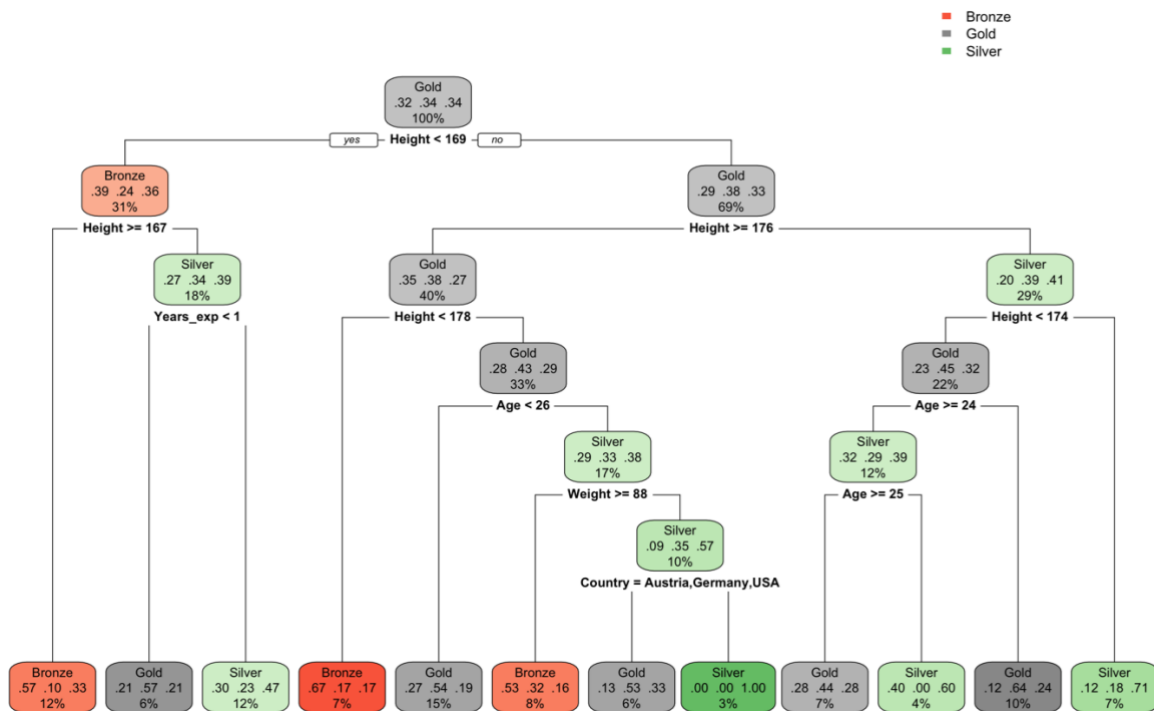 Bronze
Gold
Silver
Gold
.32 .34 .34
100%
yes Height < 169 no
Bronze
.39 .24 .36
31%
Height >= 167
Gold
.29 .38 .33
69%
Height >= 176
Silver
.27 .34 .39
18%
Years_exp < 1
Gold
.35 .38 .27
40%
Height < 178
Silver
.20 .39 .41
29%
Height < 174
Gold
.28 .43 .29
33%
Age < 26
Gold
.23 .45 .32
22%
Age >= 24
Silver
.29 .33 .38
17%
Weight >= 88
Silver
.32 .29 .39
12%
Age >= 25
Silver
.09 .35 .57
10%
Country = Austria,Germany,USA
Bronze
.57 .10 .33
12%
Gold
.21 .57 .21
6%
Silver
.30 .23 .47
12%
Bronze
.67 .17 .17
7%
Gold
.27 .54 .19
15%
Bronze
.53 .32 .16
8%
Gold
.13 .53 .33
6%
Silver
.00 .00 1.00
3%
Gold
.28 .44 .28
7%
Silver
.40 .00 .60
4%
Gold
.12 .64 .24
10%
Silver
.12 .18 .71
7%